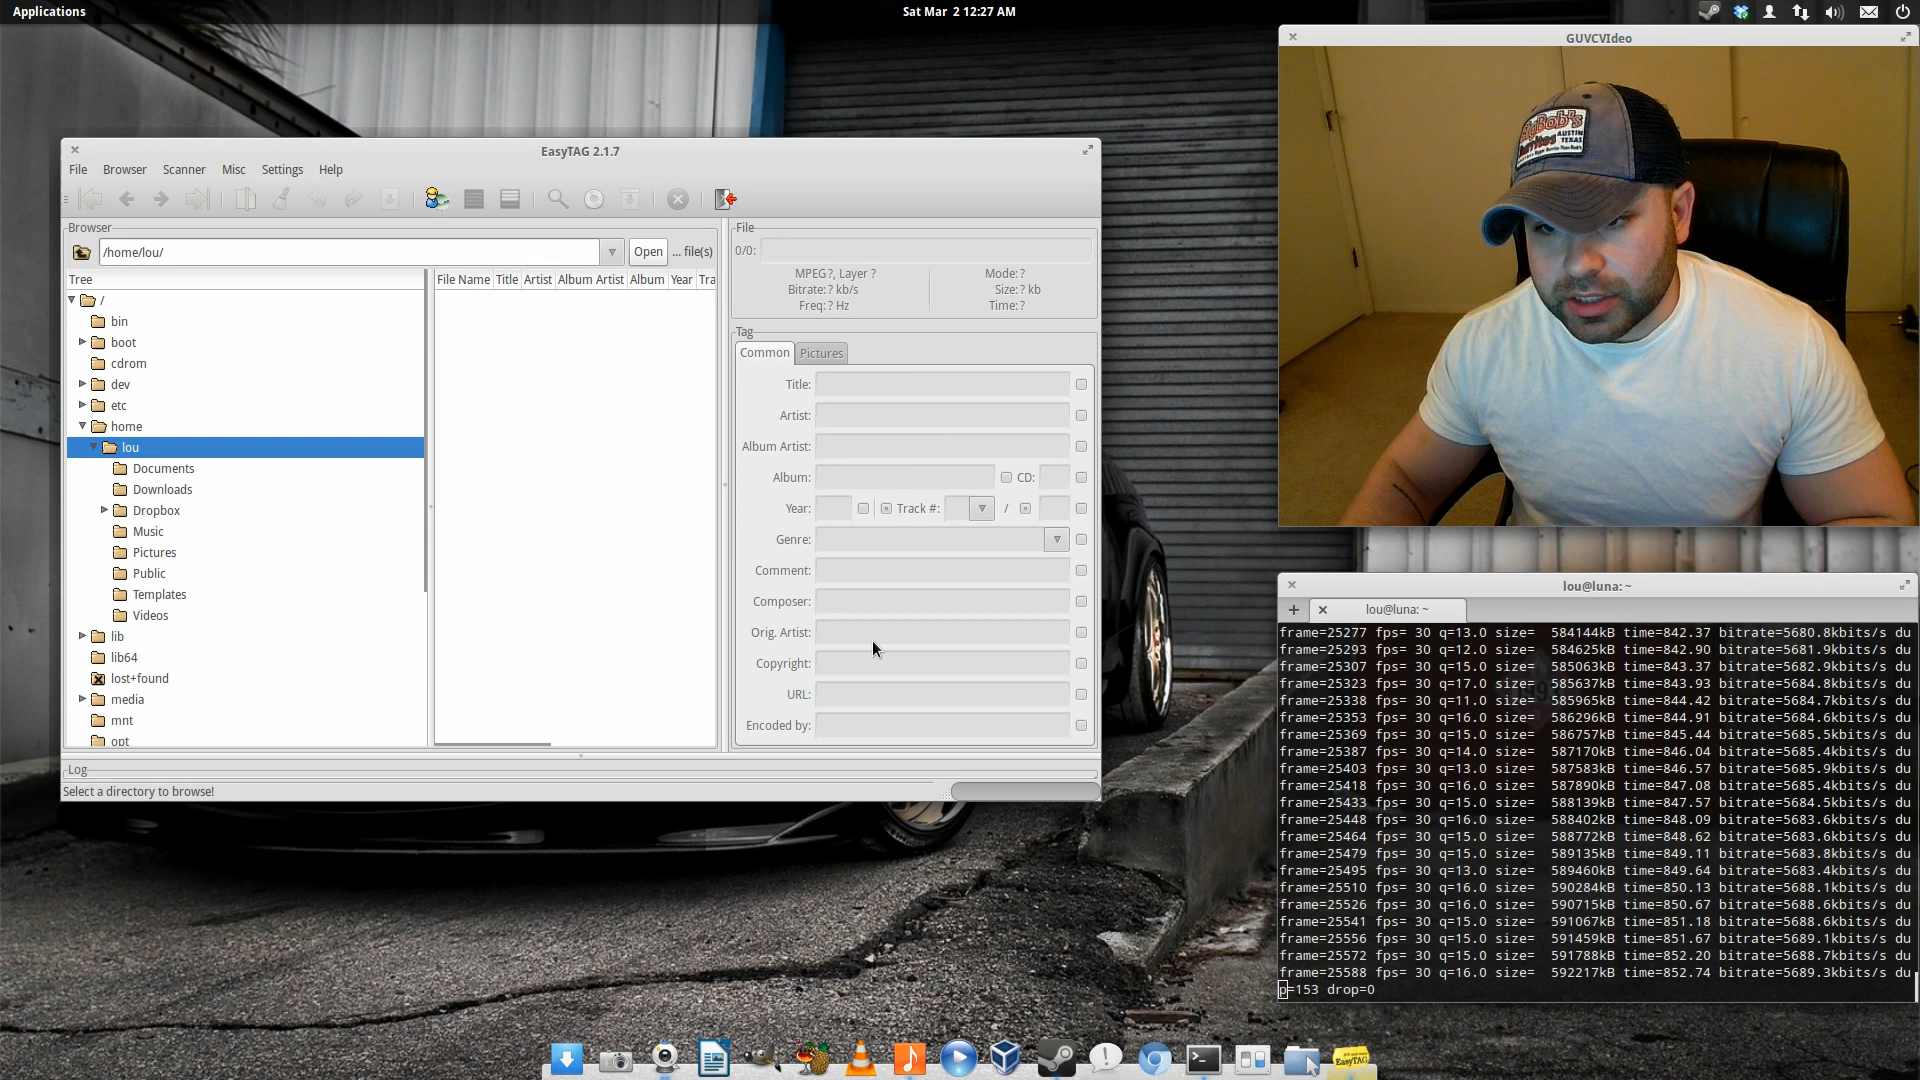 Applications
Sat Mar 2 12:27 AM
EasyTAG 2.1.7
File Browser Scanner Misc Settings Help
Browser
/home/lou/
Open
... file(s)
Tree
/
bin
boot
cdrom
dev
etc
home
lou
Documents
Downloads
Dropbox
Music
Pictures
Public
Templates
Videos
lib
lib64
lost+found
media
mnt
opt
File Name Title Artist Album Artist Album Year Tra
File
0/0:
MPEG ?, Layer ? Mode: ?
Bitrate: ? kb/s Size: ? kb
Freq: ? Hz Time: ?
Tag
Common Pictures
Title:
Artist:
Album Artist:
Album: CD:
Year: Track #: /
Genre:
Comment:
Composer:
Orig. Artist:
Copyright:
URL:
Encoded by:
Log
Select a directory to browse!
GUVCVIdeo
AUSTIN
TEXAS
lou@luna: ~
lou@luna: ~
frame=25277 fps= 30 q=13.0 size= 584144kB time=842.37 bitrate=5680.8kbits/s du
frame=25293 fps= 30 q=12.0 size= 584625kB time=842.90 bitrate=5681.9kbits/s du
frame=25307 fps= 30 q=15.0 size= 585063kB time=843.37 bitrate=5682.9kbits/s du
frame=25323 fps= 30 q=17.0 size= 585637kB time=843.93 bitrate=5684.8kbits/s du
frame=25338 fps= 30 q=11.0 size= 585965kB time=844.42 bitrate=5684.7kbits/s du
frame=25353 fps= 30 q=16.0 size= 586296kB time=844.91 bitrate=5684.6kbits/s du
frame=25369 fps= 30 q=15.0 size= 586757kB time=845.44 bitrate=5685.5kbits/s du
frame=25387 fps= 30 q=14.0 size= 587170kB time=846.04 bitrate=5685.4kbits/s du
frame=25403 fps= 30 q=13.0 size= 587583kB time=846.57 bitrate=5685.9kbits/s du
frame=25418 fps= 30 q=16.0 size= 587890kB time=847.08 bitrate=5685.4kbits/s du
frame=25433 fps= 30 q=15.0 size= 588139kB time=847.57 bitrate=5684.5kbits/s du
frame=25448 fps= 30 q=16.0 size= 588402kB time=848.09 bitrate=5683.6kbits/s du
frame=25464 fps= 30 q=15.0 size= 588772kB time=848.62 bitrate=5683.6kbits/s du
frame=25479 fps= 30 q=15.0 size= 589135kB time=849.11 bitrate=5683.8kbits/s du
frame=25495 fps= 30 q=13.0 size= 589460kB time=849.64 bitrate=5683.4kbits/s du
frame=25510 fps= 30 q=16.0 size= 590284kB time=850.13 bitrate=5688.1kbits/s du
frame=25526 fps= 30 q=16.0 size= 590715kB time=850.67 bitrate=5688.6kbits/s du
frame=25541 fps= 30 q=15.0 size= 591067kB time=851.18 bitrate=5688.6kbits/s du
frame=25556 fps= 30 q=15.0 size= 591459kB time=851.67 bitrate=5689.1kbits/s du
frame=25572 fps= 30 q=15.0 size= 591788kB time=852.20 bitrate=5688.7kbits/s du
frame=25588 fps= 30 q=16.0 size= 592217kB time=852.74 bitrate=5689.3kbits/s du
p=153 drop=0
EasyTAG